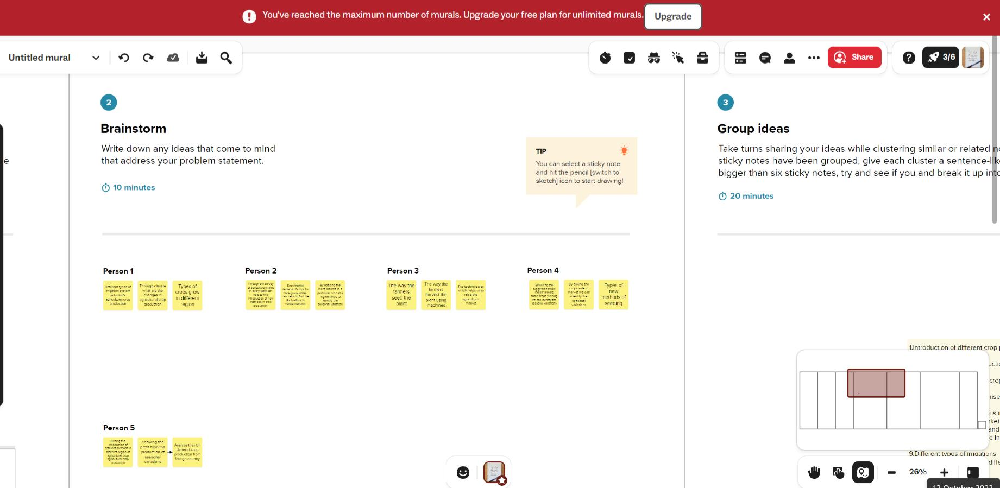 You've reached the maximum number of murals. Upgrade your free plan for unlimited murals.
Upgrade
Untitled mural
Share
3/6
2
Brainstorm
Write down any ideas that come to mind
that address your problem statement.
10 minutes
TIP
You can select a sticky note
and hit the pencil [switch to
sketch] icon to start drawing!
3
Group ideas
Take turns sharing your ideas while clustering similar or related
sticky notes have been grouped, give each cluster a sentence-lik
bigger than six sticky notes, try and see if you and break it up into
20 minutes
e
Person 1
Different types of
irrigation system
in Indian's
agricultural crop
production
Through climate
what are the
changes in
agricultural crop
production
Types of
crops grow
in different
region
Person 2
Through the survey
of agricultural status
in every state can
help to find
introduction of new
methods in crop
production
Knowing the
demand of crops for
foreign countries
can helps to find the
fluctuations in
market demand
By noticing the
more income in a
particular crop at a
region helps to
identify the
seasonal variation
Person 3
The way the
farmers
seed the
plant
The way the
farmers
harvest the
plant using
machines
The technologies
which helps us to
raise the
agricultural
market
Person 4
By asking the
suggestions from
Indian farmers
about crops yielding
we can identify the
seasonal variations
By asking the
crops sale in
market we can
identify the
seasonal
variations
Types of
new
methods of
seeding
Person 5
Finding the
introduction of
different methods in
different region of
agricultural crop
agricultural crop
production
Knowing the
profit from the
production of
seasonal
variations
Analyse the rich
demand crop
production from
foreign country
1.Introduction of different crop
ucti
crop
rise
us i
rket
and
e in
9.Different types of irrigations
diffe
26%
12 October 2023